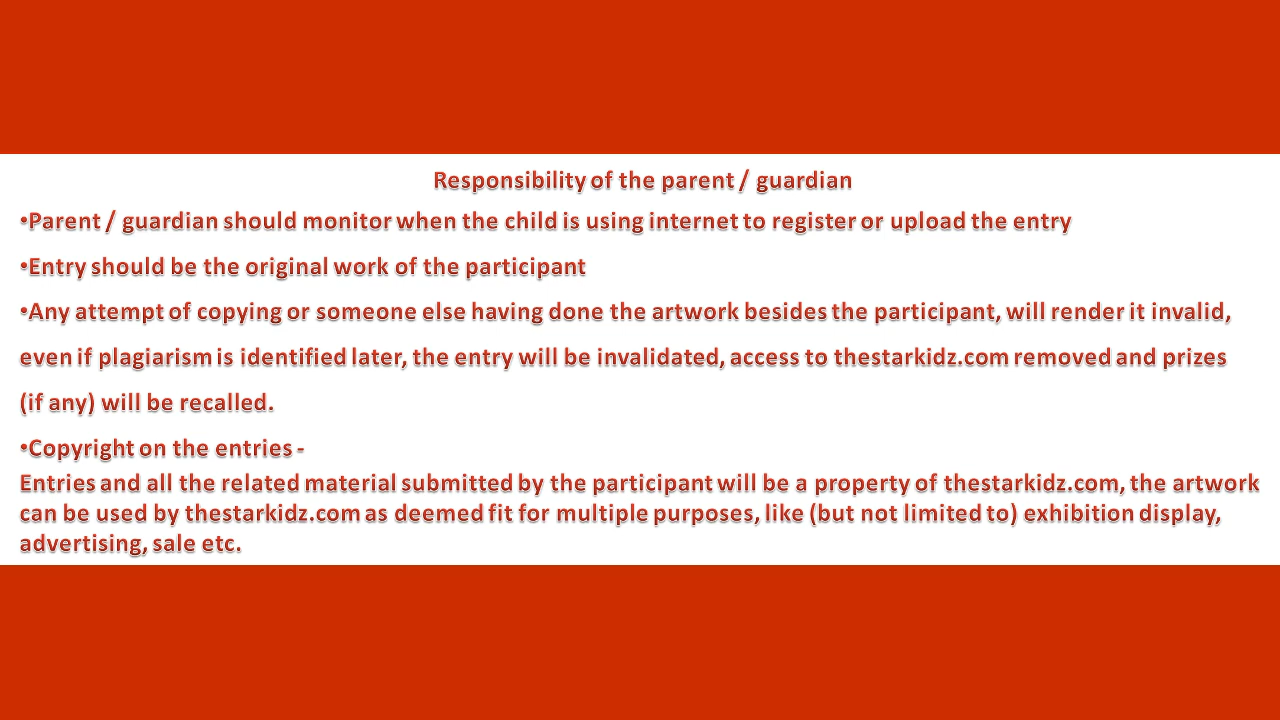 Responsibility of the parent / guardian
•Parent / guardian should monitor when the child is using internet to register or upload the entry
•Entry should be the original work of the participant
•Any attempt of copying or someone else having done the artwork besides the participant, will render it invalid,
even if plagiarism is identified later, the entry will be invalidated, access to thestarkidz.com removed and prizes
(if any) will be recalled.
•Copyright on the entries -
Entries and all the related material submitted by the participant will be a property of thestarkidz.com, the artwork
can be used by thestarkidz.com as deemed fit for multiple purposes, like (but not limited to) exhibition display,
advertising, sale etc.